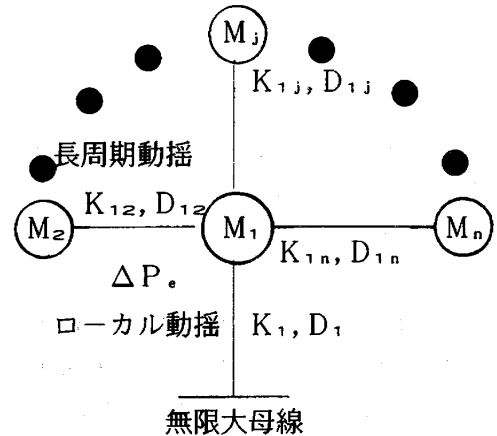 Mj
K1j, D1j
長周期動揺
K12, D12
M2
M1
Mn
K1n, D1n
ΔPe
ローカル動揺
K1, D1
無限大母線